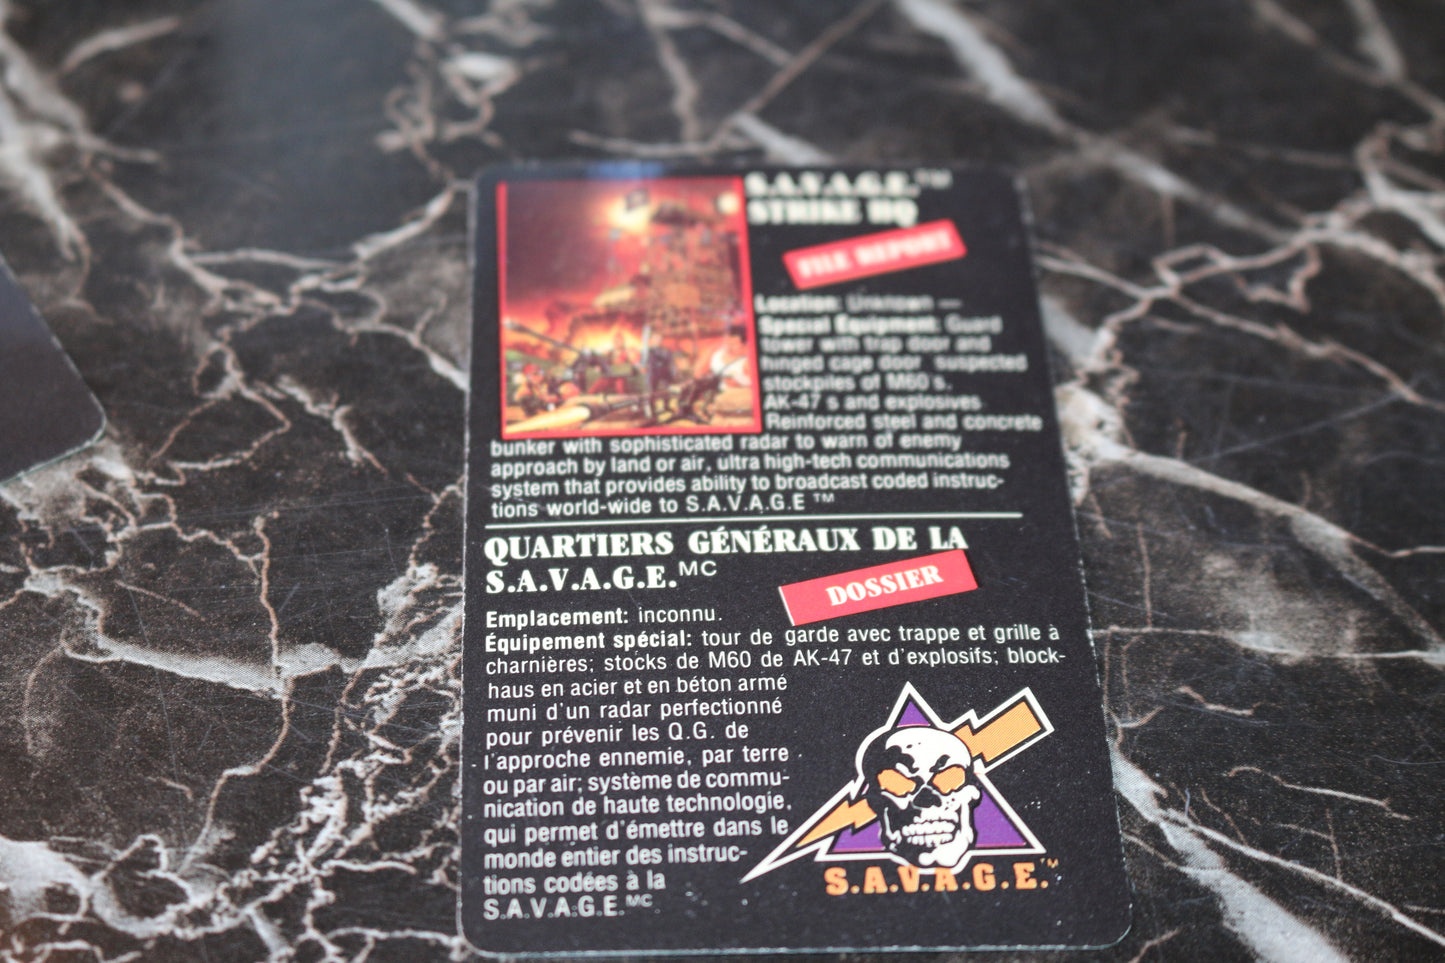 S.A.V.A.G.E.™
STRIKE HQ
FILE REPORT
Location: Unknown —
Special Equipment: Guard
tower with trap door and
hinged cage door suspected
stockpiles of M60 s.
AK-47 s and explosives
Reinforced steel and concrete
bunker with sophisticated radar to warn of enemy
approach by land or air, ultra high-tech communications
system that provides ability to broadcast coded instruc-
tions world-wide to S.A.V.A.G.E ™
QUARTIERS GÉNÉRAUX DE LA
S.A.V.A.G.E.MC
DOSSIER
Emplacement: inconnu.
Équipement spécial: tour de garde avec trappe et grille à
charnières; stocks de M60 de AK-47 et d'explosifs; block-
haus en acier et en béton armé
muni d'un radar perfectionné
pour prévenir les Q.G. de
l'approche ennemie, par terre
ou par air; système de commu-
nication de haute technologie,
qui permet d'émettre dans le
monde entier des instruc-
tions codées à la
S.A.V.A.G.E.MC
S.A.V.A.G.E.™